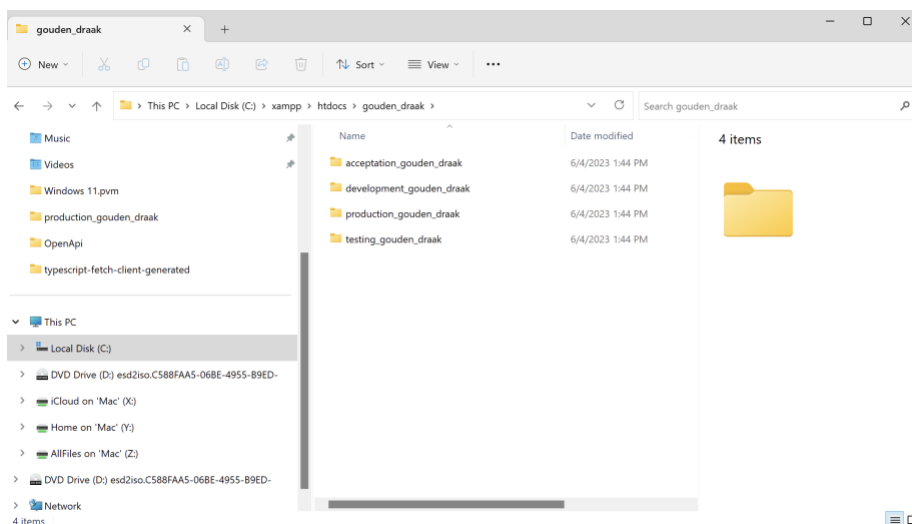 gouden_draak
New
Sort
View
This PC > Local Disk (C:) > xampp > htdocs > gouden_draak >
Search gouden_draak
Music
Videos
Windows 11.pvm
production_gouden_draak
OpenApi
typescript-fetch-client-generated
This PC
Local Disk (C:)
DVD Drive (D:) esd2iso.C588FAA5-06BE-4955-B9ED-
iCloud on 'Mac' (X:)
Home on 'Mac' (Y:)
AllFiles on 'Mac' (Z:)
DVD Drive (D:) esd2iso.C588FAA5-06BE-4955-B9ED-
Network
Name Date modified
acceptation_gouden_draak 6/4/2023 1:44 PM
development_gouden_draak 6/4/2023 1:44 PM
production_gouden_draak 6/4/2023 1:44 PM
testing_gouden_draak 6/4/2023 1:44 PM
4 items
4 items